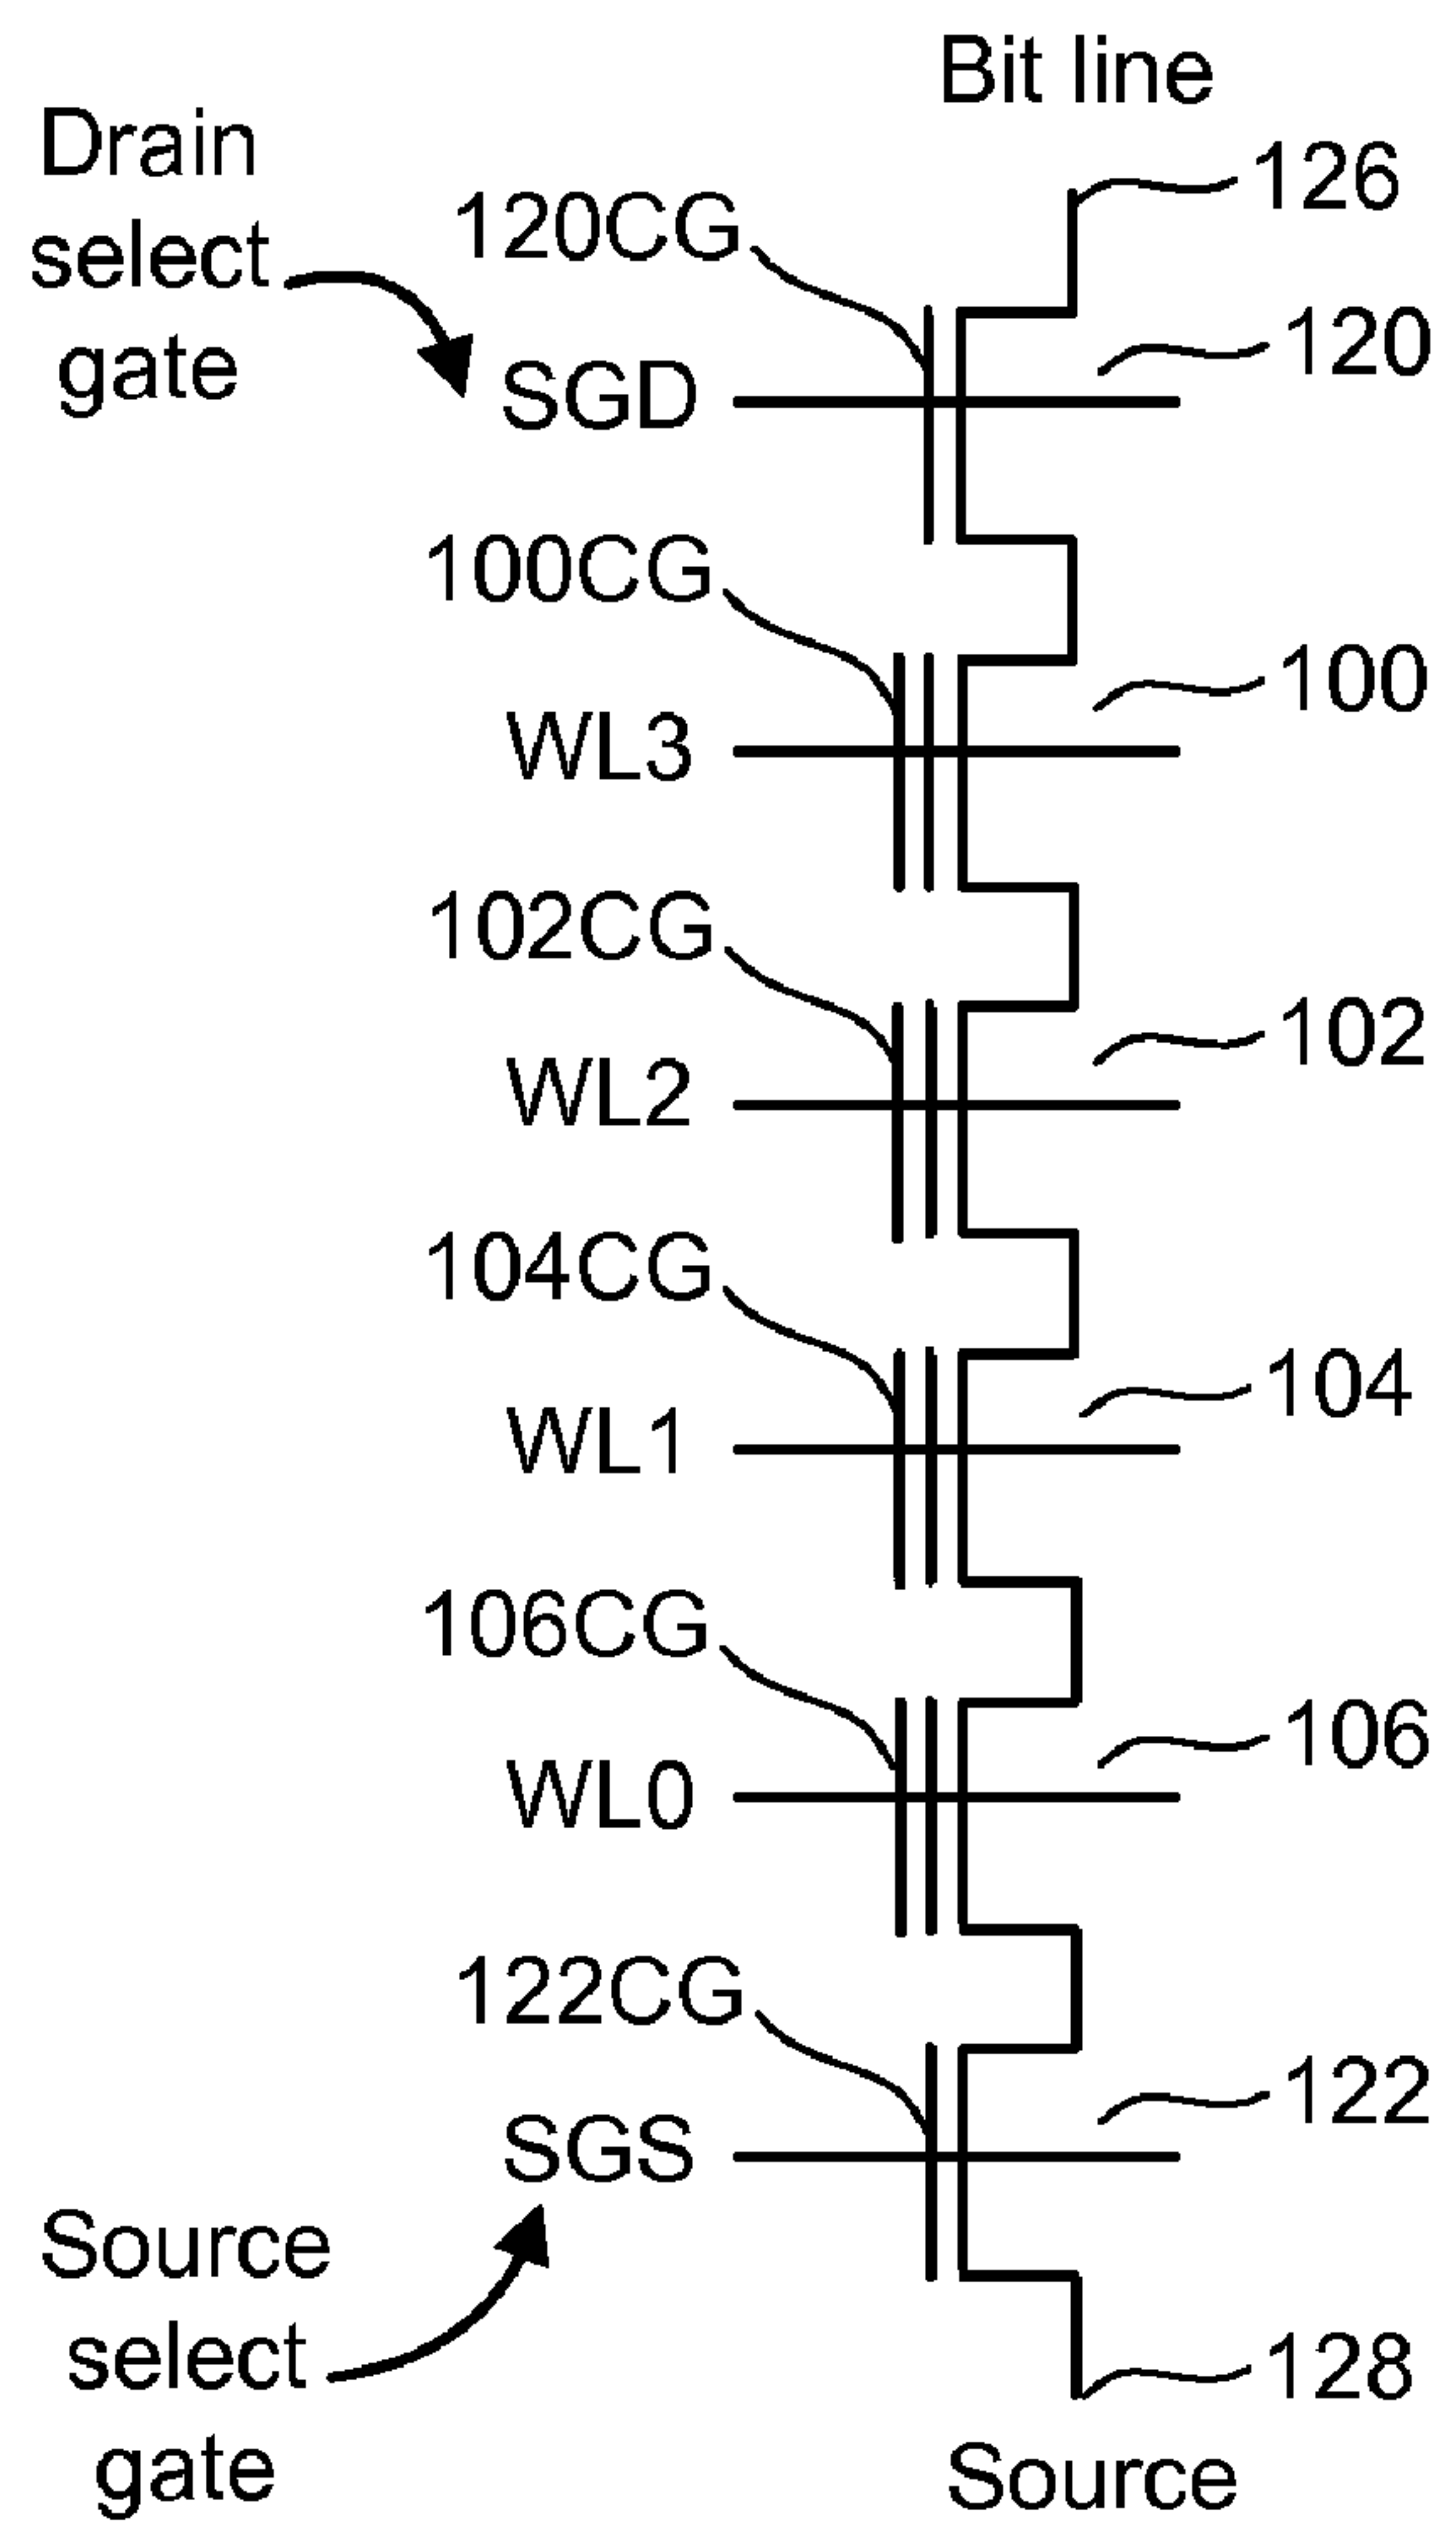 Bit line
Drain
select
gate
126
120CG
120
SGD
100CG
100
WL3
102CG
102
WL2
104CG
104
WL1
106CG
106
WL0
122CG
122
SGS
Source
select
gate
128
Source